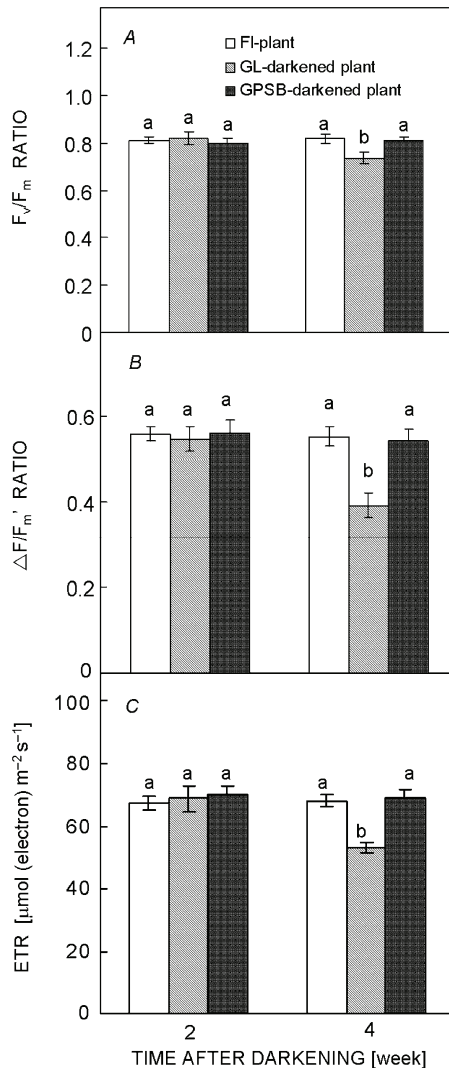 A
FI-plant
GL-darkened plant
GPSB-darkened plant
1.2
1.0
0.8
0.6
0.4
0.2
0
a a a a b a
Fv/Fm RATIO
B
0.6
0.4
0.2
0
a a a a b a
△F/Fm' RATIO
C
100
80
60
40
20
0
a a a a b a
ETR [μmol (electron) m−2 s−1]
2 4
TIME AFTER DARKENING [week]